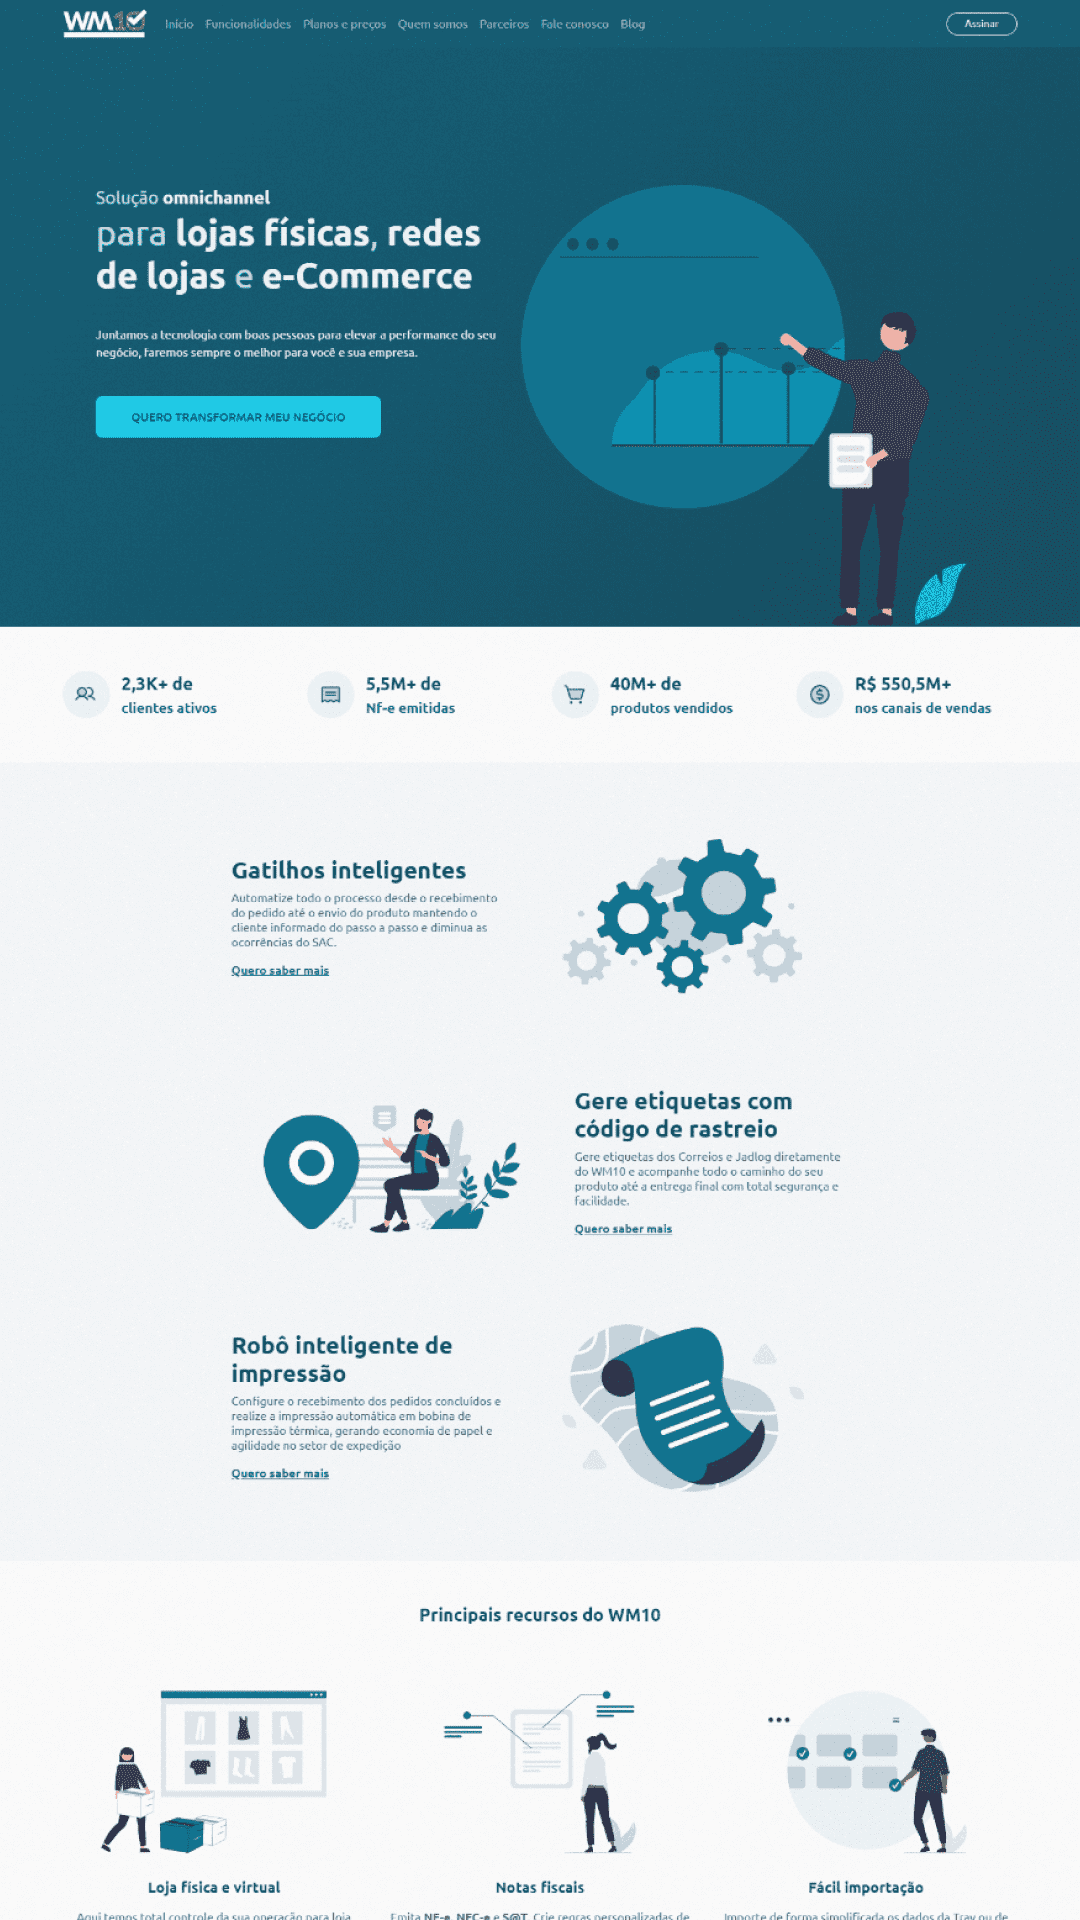 WM10
Início Funcionalidades Planos e preços Quem somos Parceiros Fale conosco Blog
Assinar
Solução omnichannel
para lojas físicas, redes
de lojas e e-Commerce
Juntamos a tecnologia com boas pessoas para elevar a performance do seu
negócio, faremos sempre o melhor para você e sua empresa.
QUERO TRANSFORMAR MEU NEGÓCIO
2,3K+ de
clientes ativos
5,5M+ de
Nf-e emitidas
40M+ de
produtos vendidos
R$ 550,5M+
nos canais de vendas
Gatilhos inteligentes
Automatize todo o processo desde o recebimento
do pedido até o envio do produto mantendo o
cliente informado do passo a passo e diminua as
ocorrências do SAC.
Quero saber mais
Gere etiquetas com
código de rastreio
Gere etiquetas dos Correios e Jadlog diretamente
do WM10 e acompanhe todo o caminho do seu
produto até a entrega final com total segurança e
facilidade.
Quero saber mais
Robô inteligente de
impressão
Configure o recebimento dos pedidos concluídos e
realize a impressão automática em bobina de
impressão térmica, gerando economia de papel e
agilidade no setor de expedição
Quero saber mais
Principais recursos do WM10
Loja física e virtual
Notas fiscais
Fácil importação
Aqui temos total controle da sua operação para loja
Emita NF-e, NFC-e e S@T. Crie regras personalizadas de
Importe de forma simplificada os dados da Tray ou de